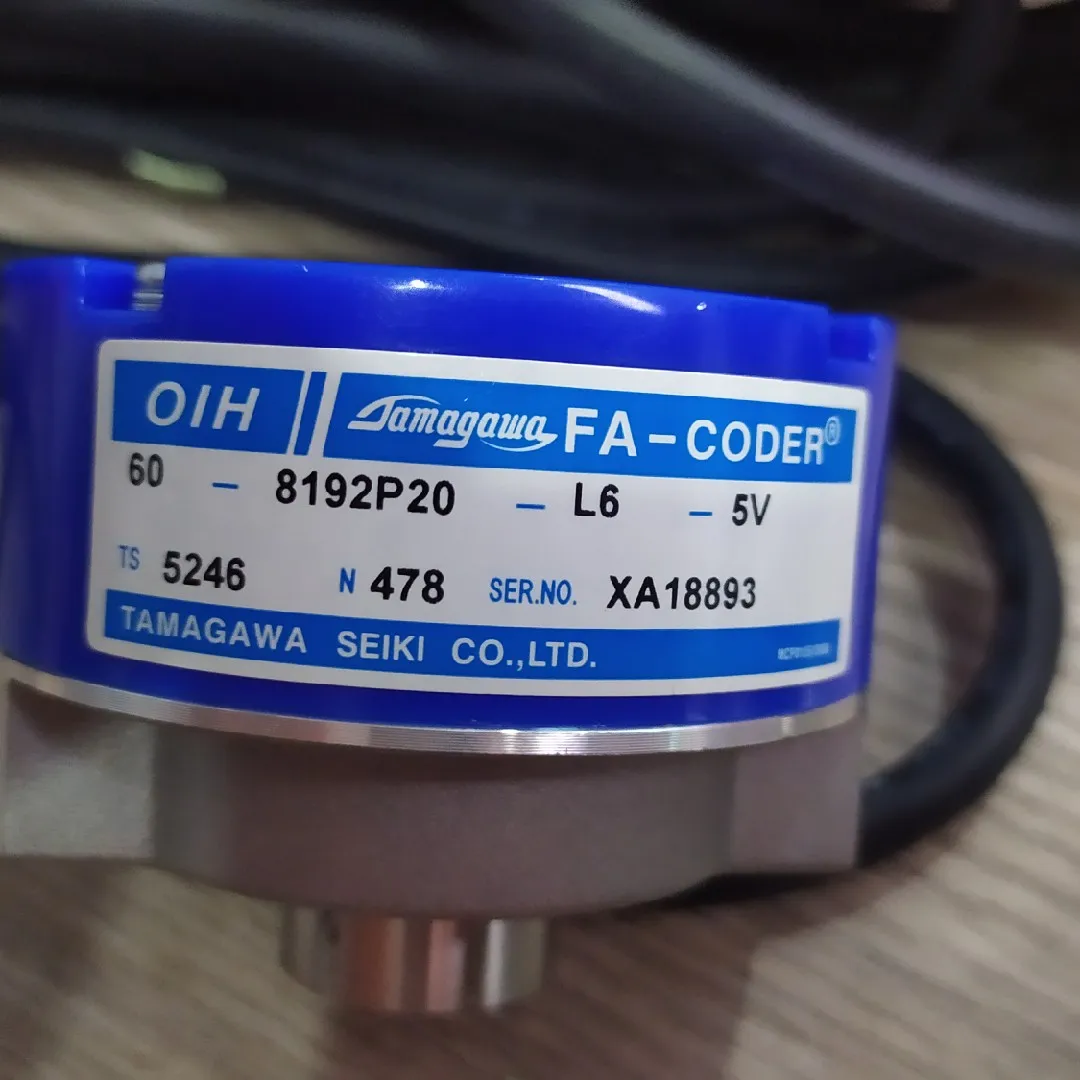 OIH Tamagawa FA-CODER®
60 - 8192P20 - L6 - 5V
TS 5246 N 478 SER.NO. XA18893
TAMAGAWA SEIKI CO.,LTD.